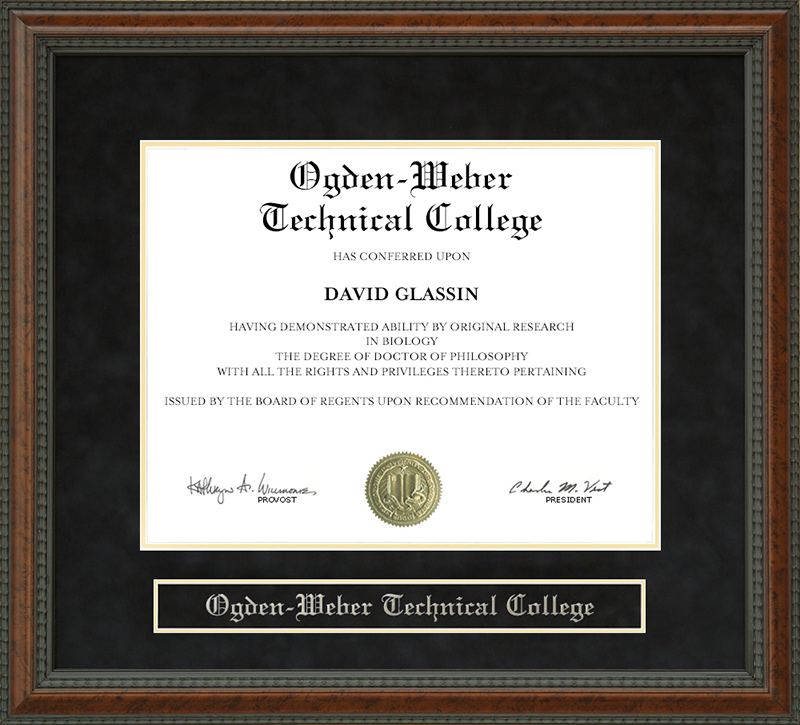 Ogden-Weber
Technical College
HAS CONFERRED UPON
DAVID GLASSIN
HAVING DEMONSTRATED ABILITY BY ORIGINAL RESEARCH
IN BIOLOGY
THE DEGREE OF DOCTOR OF PHILOSOPHY
WITH ALL THE RIGHTS AND PRIVILEGES THERETO PERTAINING
ISSUED BY THE BOARD OF REGENTS UPON RECOMMENDATION OF THE FACULTY
Charles M. Vest
PROVOST
PRESIDENT
Ogden-Weber Technical College